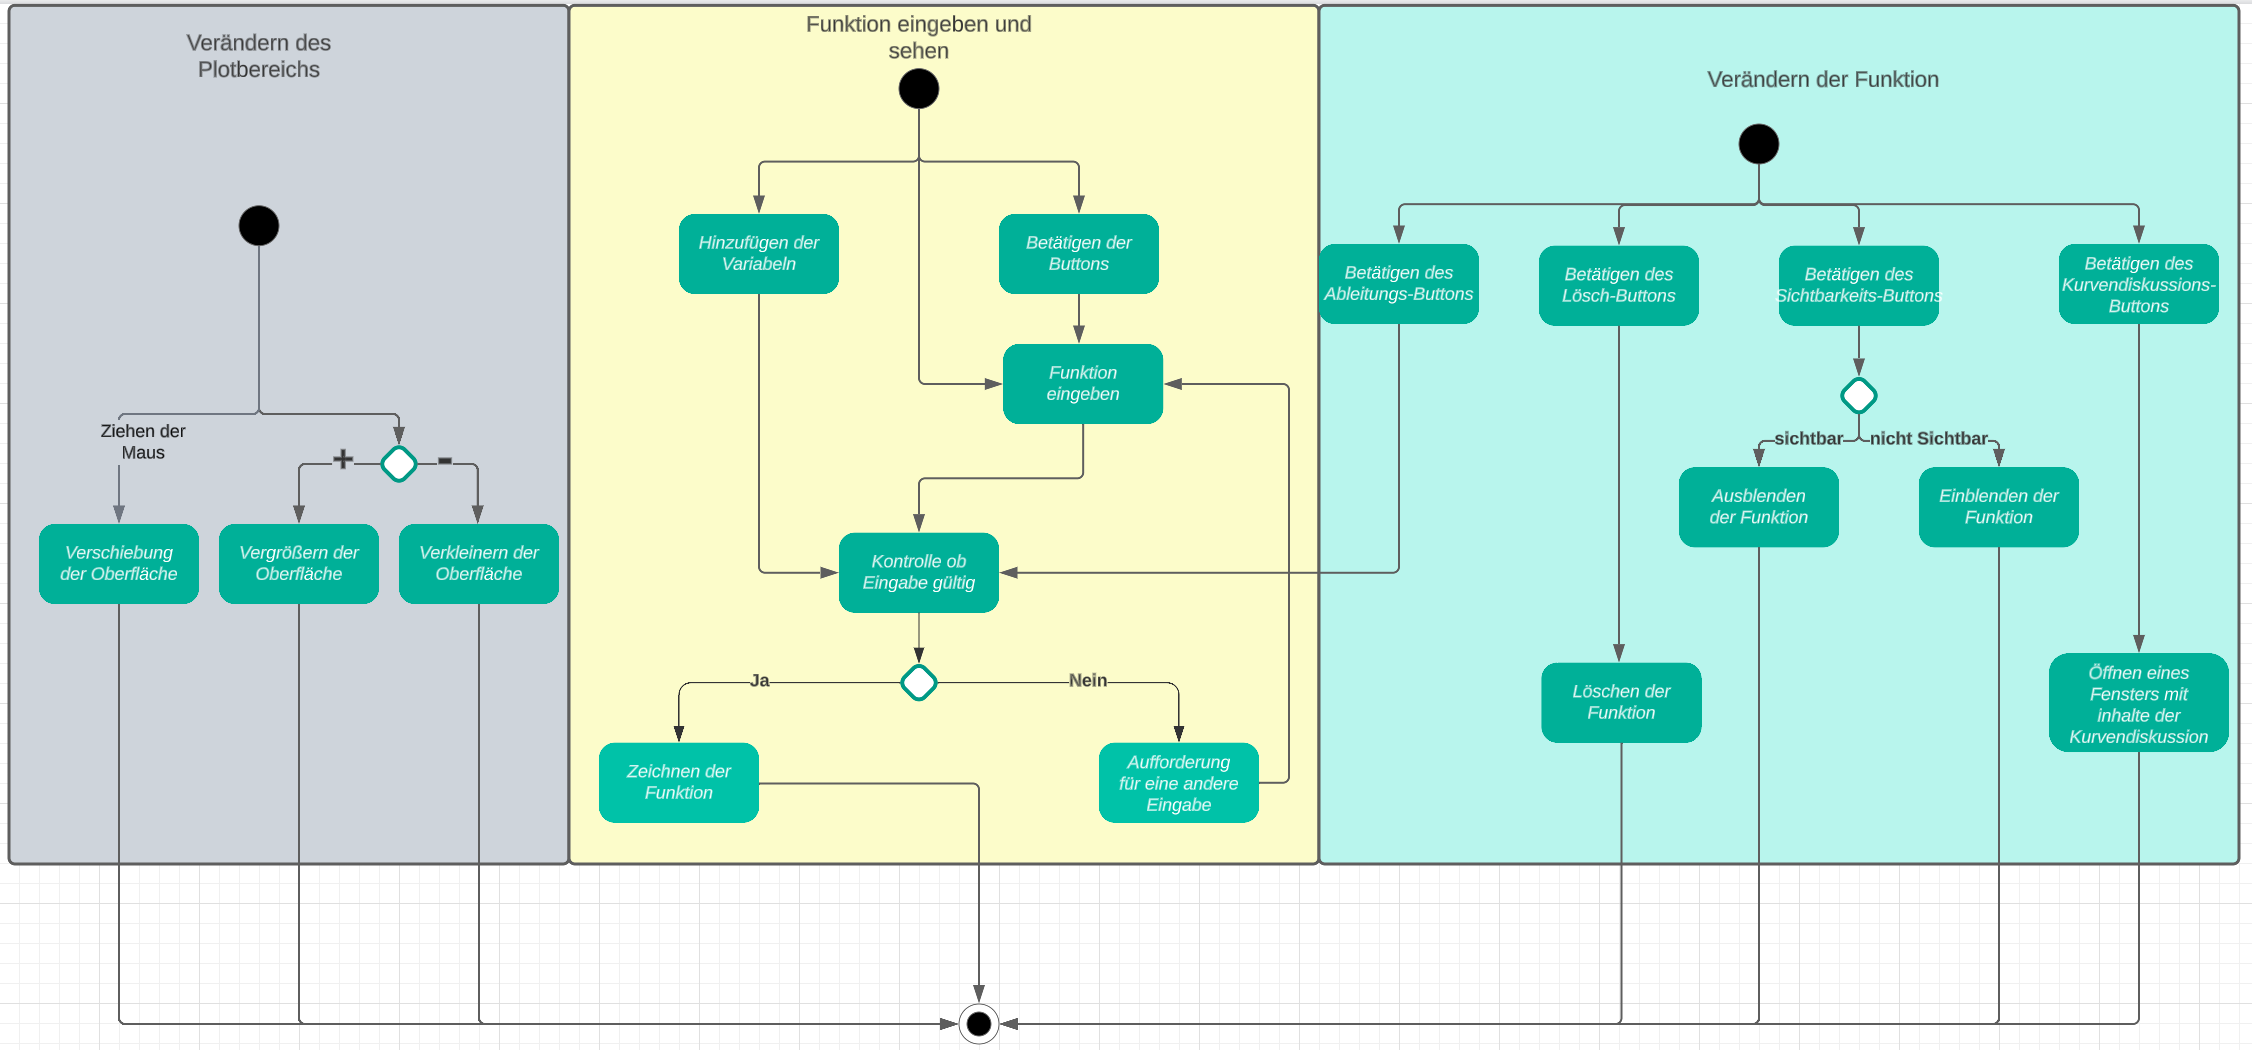 Verändern des
Plotbereichs
Ziehen der
Maus
+
-
Verschiebung
der Oberfläche
Vergrößern der
Oberfläche
Verkleinern der
Oberfläche
Funktion eingeben und
sehen
Hinzufügen der
Variabeln
Betätigen der
Buttons
Funktion
eingeben
Kontrolle ob
Eingabe gültig
Ja
Nein
Zeichnen der
Funktion
Aufforderung
für eine andere
Eingabe
Verändern der Funktion
Betätigen des
Ableitungs-Buttons
Betätigen des
Lösch-Buttons
Betätigen des
Sichtbarkeits-Buttons
Betätigen des
Kurvendiskussions-
Buttons
sichtbar
nicht Sichtbar
Ausblenden
der Funktion
Einblenden der
Funktion
Löschen der
Funktion
Öffnen eines
Fensters mit
inhalte der
Kurvendiskussion